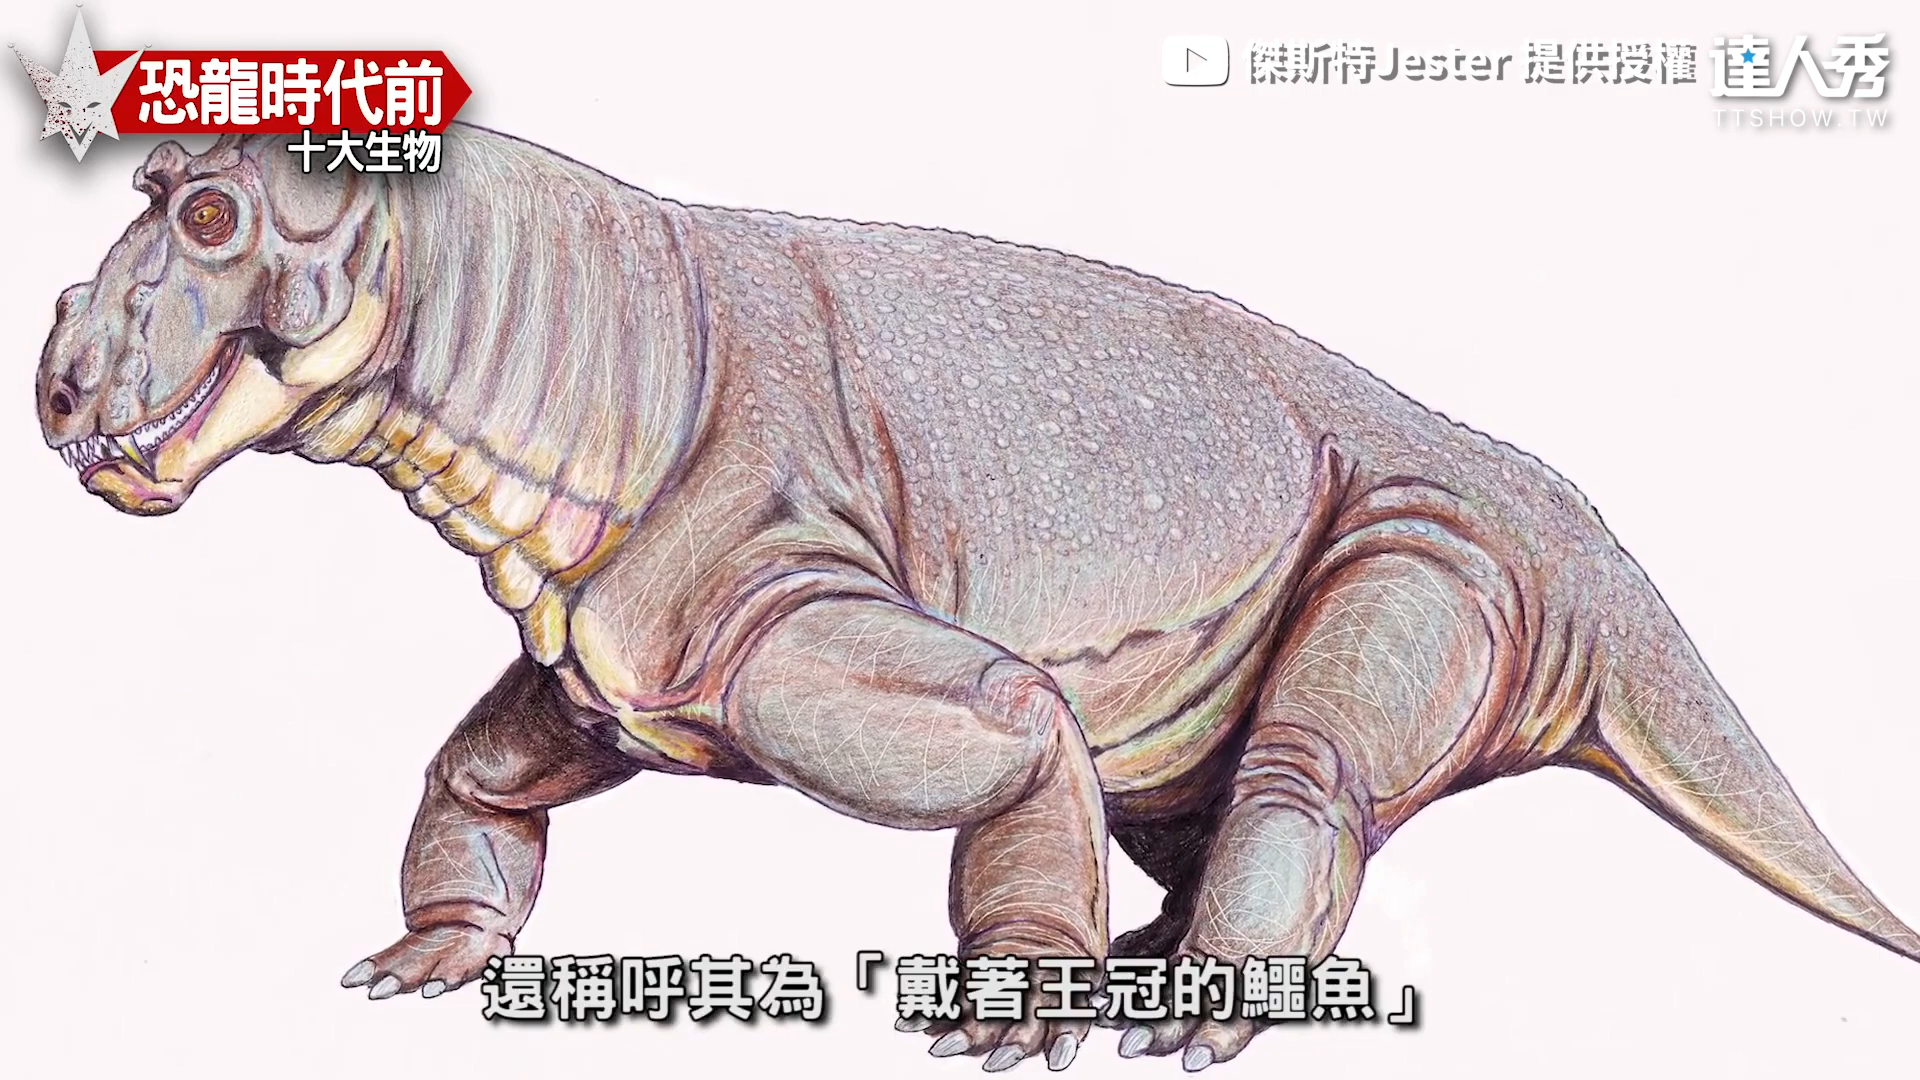 恐龍時代前
十大生物
傑斯特Jester 提供授權
達人秀
TTSHOW.TW
還稱呼其為「戴著王冠的鱷魚」